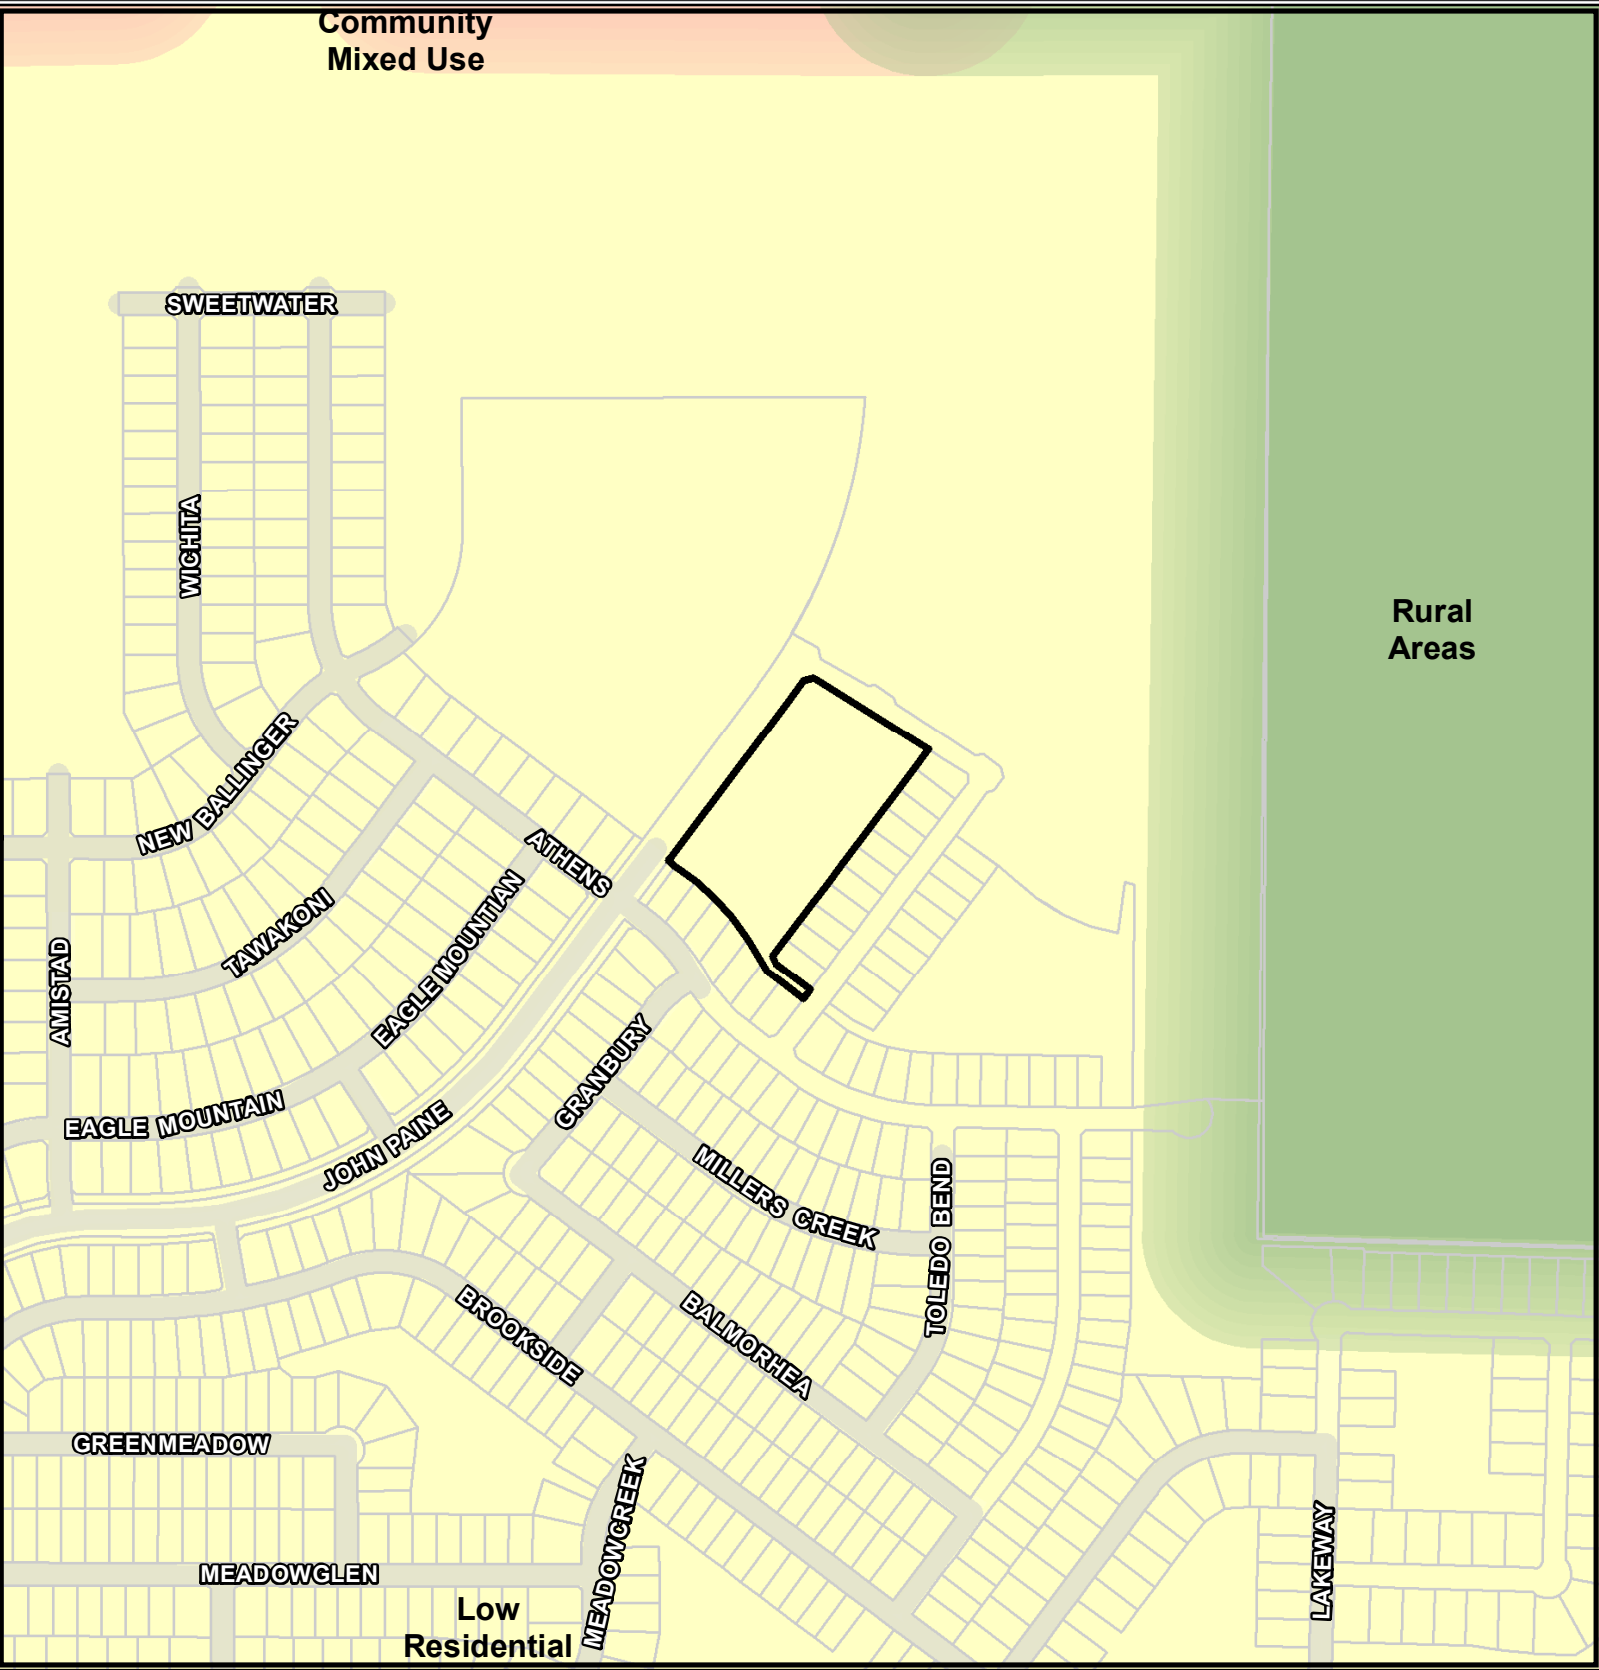 Community
Mixed Use
SWEETWATER
WICHITA
Rural
Areas
NEW BALLINGER
ATHENS
TAWAKONI
EAGLE MOUNTIAN
AMISTAD
GRANBURY
EAGLE MOUNTAIN
JOHN PAINE
MILLERS CREEK
TOLEDO BEND
BROOKSIDE
BALMORHEA
GREENMEADOW
MEADOWCREEK
LAKEWAY
MEADOWGLEN
Low
Residential